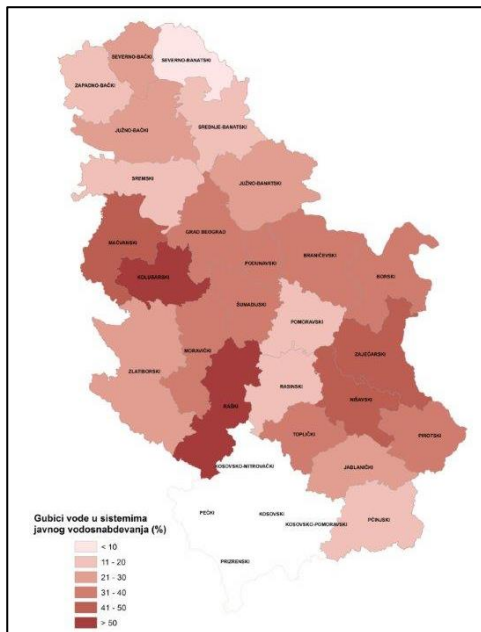 SEVERNO-BAČKI
SEVERNO-BANATSKI
ZAPADNO-BAČKI
JUŽNO-BAČKI
SREDNJE-BANATSKI
SREMSKI
JUŽNO-BANATSKI
GRAD BEOGRAD
MAČVANSKI
BRANIČEVSKI
PODUNAVSKI
KOLUBARSKI
BORSKI
ŠUMADIJSKI
POMORAVSKI
ZAJEČARSKI
MORAVIČKI
ZLATIBORSKI
RASINSKI
RAŠKI
NIŠAVSKI
TOPLIČKI
PIROTSKI
KOSOVSKO-MITROVAČKI
JABLANIČKI
PEĆKI
KOSOVSKI
PČINJSKI
KOSOVSKO-POMORAVSKI
PRIZRENSKI
Gubici vode u sistemima
javnog vodosnabdevanja (%)
< 10
11 - 20
21 - 30
31 - 40
41 - 50
> 50